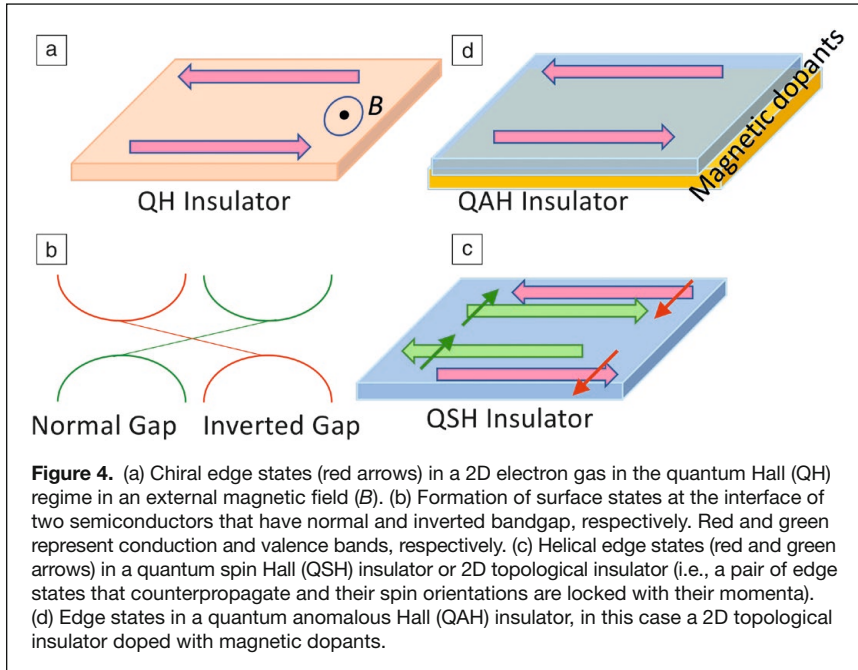 a
B
QH Insulator
d
Magnetic dopants
QAH Insulator
b
Normal Gap
Inverted Gap
c
QSH Insulator
Figure 4. (a) Chiral edge states (red arrows) in a 2D electron gas in the quantum Hall (QH)
regime in an external magnetic field (B). (b) Formation of surface states at the interface of
two semiconductors that have normal and inverted bandgap, respectively. Red and green
represent conduction and valence bands, respectively. (c) Helical edge states (red and green
arrows) in a quantum spin Hall (QSH) insulator or 2D topological insulator (i.e., a pair of edge
states that counterpropagate and their spin orientations are locked with their momenta).
(d) Edge states in a quantum anomalous Hall (QAH) insulator, in this case a 2D topological
insulator doped with magnetic dopants.